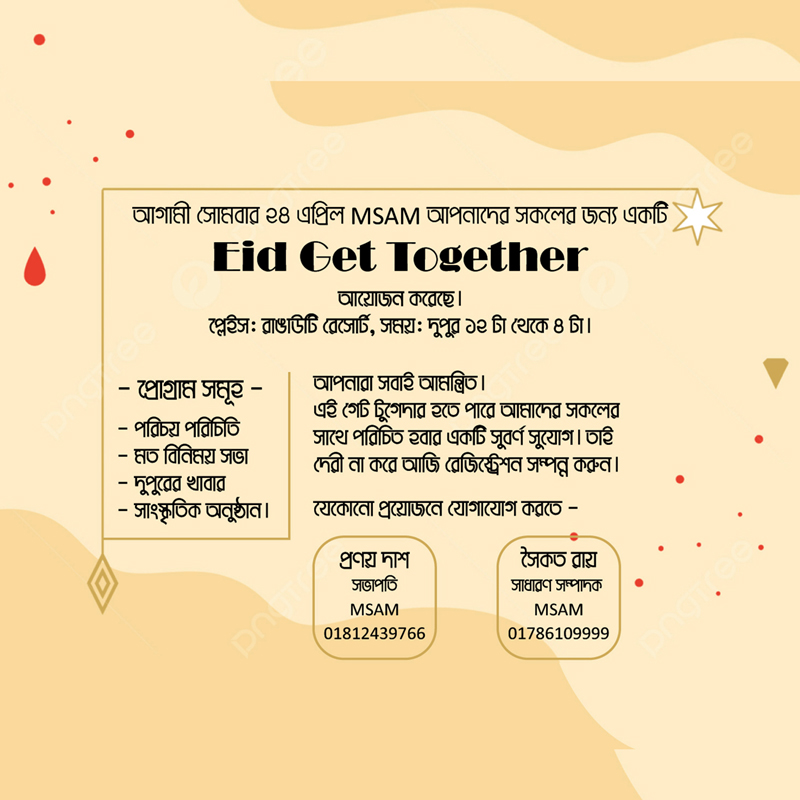 আগামী সোমবার ২৪ এপ্রিল MSAM আপনাদের সকলের জন্য একটি
Eid Get Together
আয়োজন করেছে।
প্লেইস: রাঙাউটি রেসোর্ট, সময়: দুপুর ১২ টা থেকে ৪ টা।
- প্রোগ্রাম সমূহ -
- পরিচয় পরিচিতি
- মত বিনিময় সভা
- দুপুরের খাবার
- সাংস্কৃতিক অনুষ্ঠান।
আপনারা সবাই আমন্ত্রিত।
এই গেট টুগেদার হতে পারে আমাদের সকলের
সাথে পরিচিত হবার একটি সুবর্ণ সুযোগ। তাই
দেরী না করে আজি রেজিস্ট্রেশন সম্পন্ন করুন।
যেকোনো প্রয়োজনে যোগাযোগ করতে -
প্রণয় দাশ
সভাপতি
MSAM
01812439766
সৈকত রায়
সাধারণ সম্পাদক
MSAM
01786109999
pngtree